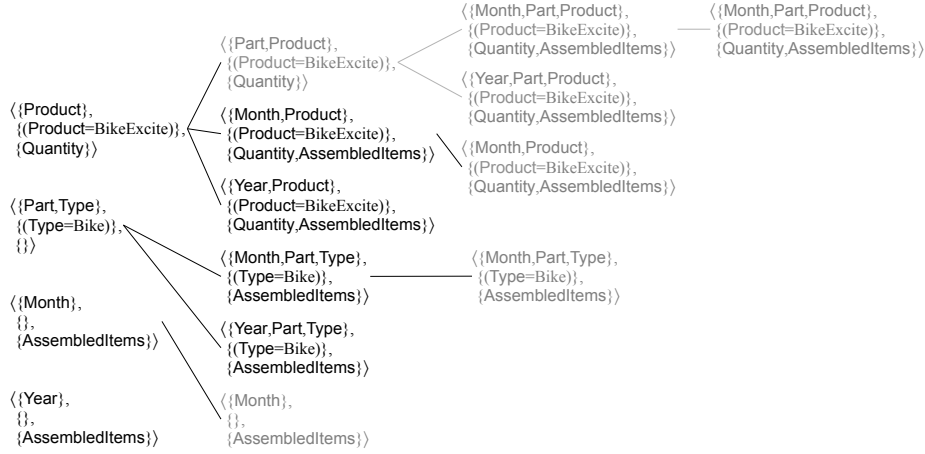 ⟨{Product},
{(Product=BikeExcite)},
{Quantity}⟩
⟨{Part,Type},
{(Type=Bike)},
{}⟩
⟨{Month},
{},
{AssembledItems}⟩
⟨{Year},
{},
{AssembledItems}⟩
⟨{Part,Product},
{(Product=BikeExcite)},
{Quantity}⟩
⟨{Month,Product},
{(Product=BikeExcite)},
{Quantity,AssembledItems}⟩
⟨{Year,Product},
{(Product=BikeExcite)},
{Quantity,AssembledItems}⟩
⟨{Month,Part,Type},
{(Type=Bike)},
{AssembledItems}⟩
⟨{Year,Part,Type},
{(Type=Bike)},
{AssembledItems}⟩
⟨{Month},
{},
{AssembledItems}⟩
⟨{Month,Part,Product},
{(Product=BikeExcite)},
{Quantity,AssembledItems}⟩
⟨{Year,Part,Product},
{(Product=BikeExcite)},
{Quantity,AssembledItems}⟩
⟨{Month,Product},
{(Product=BikeExcite)},
{Quantity,AssembledItems}⟩
⟨{Month,Part,Type},
{(Type=Bike)},
{AssembledItems}⟩
⟨{Month,Part,Product},
{(Product=BikeExcite)},
{Quantity,AssembledItems}⟩